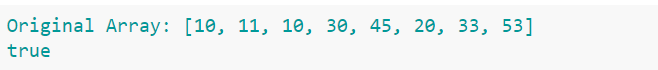 Original Array: [10, 11, 10, 30, 45, 20, 33, 53]
true